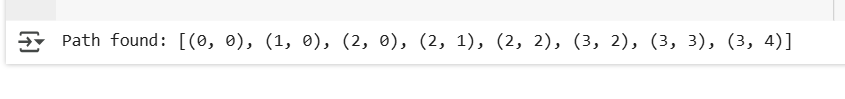 Path found: [(0, 0), (1, 0), (2, 0), (2, 1), (2, 2), (3, 2), (3, 3), (3, 4)]